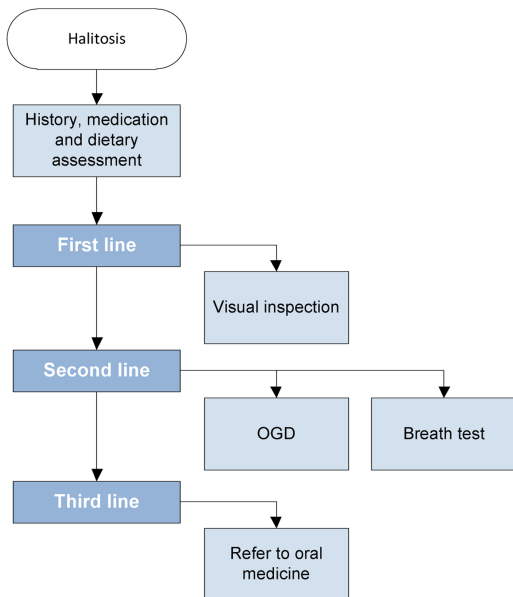 Halitosis
History, medication
and dietary
assessment
First line
Visual inspection
Second line
OGD
Breath test
Third line
Refer to oral
medicine